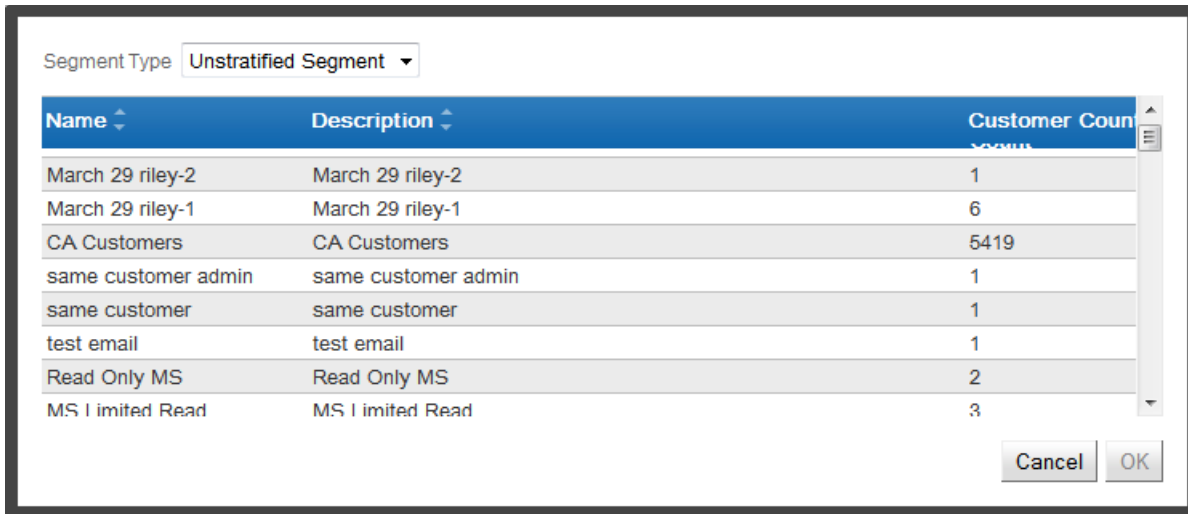 Segment Type Unstratified Segment
Name Description Customer Count
Count
March 29 riley-2 March 29 riley-2 1
March 29 riley-1 March 29 riley-1 6
CA Customers CA Customers 5419
same customer admin same customer admin 1
same customer same customer 1
test email test email 1
Read Only MS Read Only MS 2
MS Limited Read MS Limited Read 3
Cancel OK